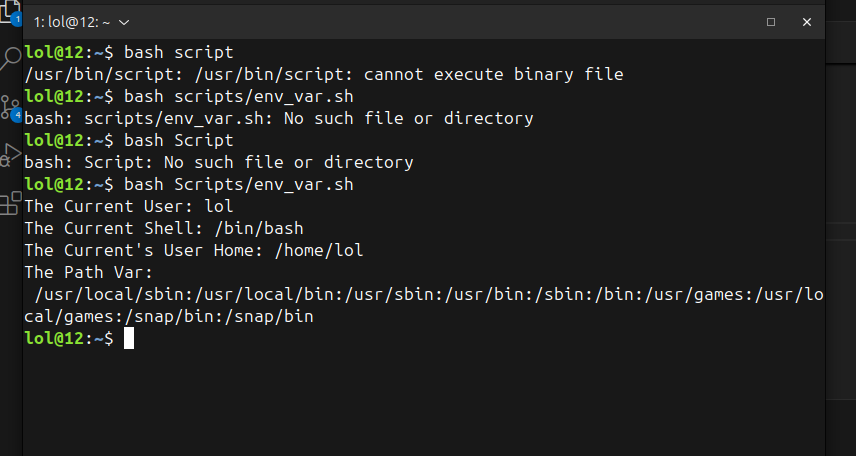 1: lol@12: ~
1
4
lol@12:~$ bash script
/usr/bin/script: /usr/bin/script: cannot execute binary file
lol@12:~$ bash scripts/env_var.sh
bash: scripts/env_var.sh: No such file or directory
lol@12:~$ bash Script
bash: Script: No such file or directory
lol@12:~$ bash Scripts/env_var.sh
The Current User: lol
The Current Shell: /bin/bash
The Current's User Home: /home/lol
The Path Var:
 /usr/local/sbin:/usr/local/bin:/usr/sbin:/usr/bin:/sbin:/bin:/usr/games:/usr/lo
cal/games:/snap/bin:/snap/bin
lol@12:~$